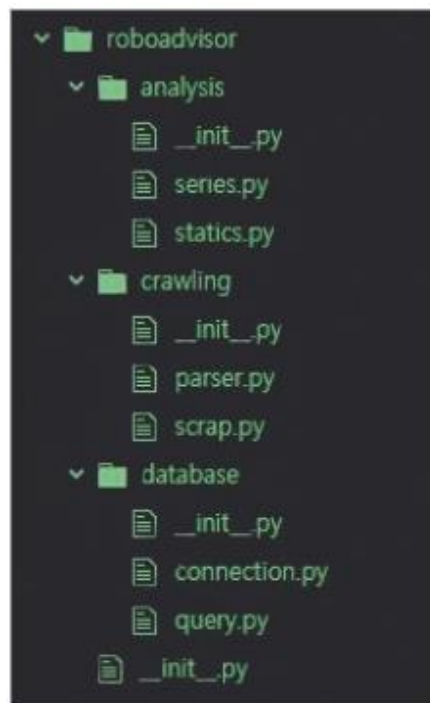 roboadvisor
analysis
__init__.py
series.py
statics.py
crawling
__init__.py
parser.py
scrap.py
database
__init__.py
connection.py
query.py
__init__.py